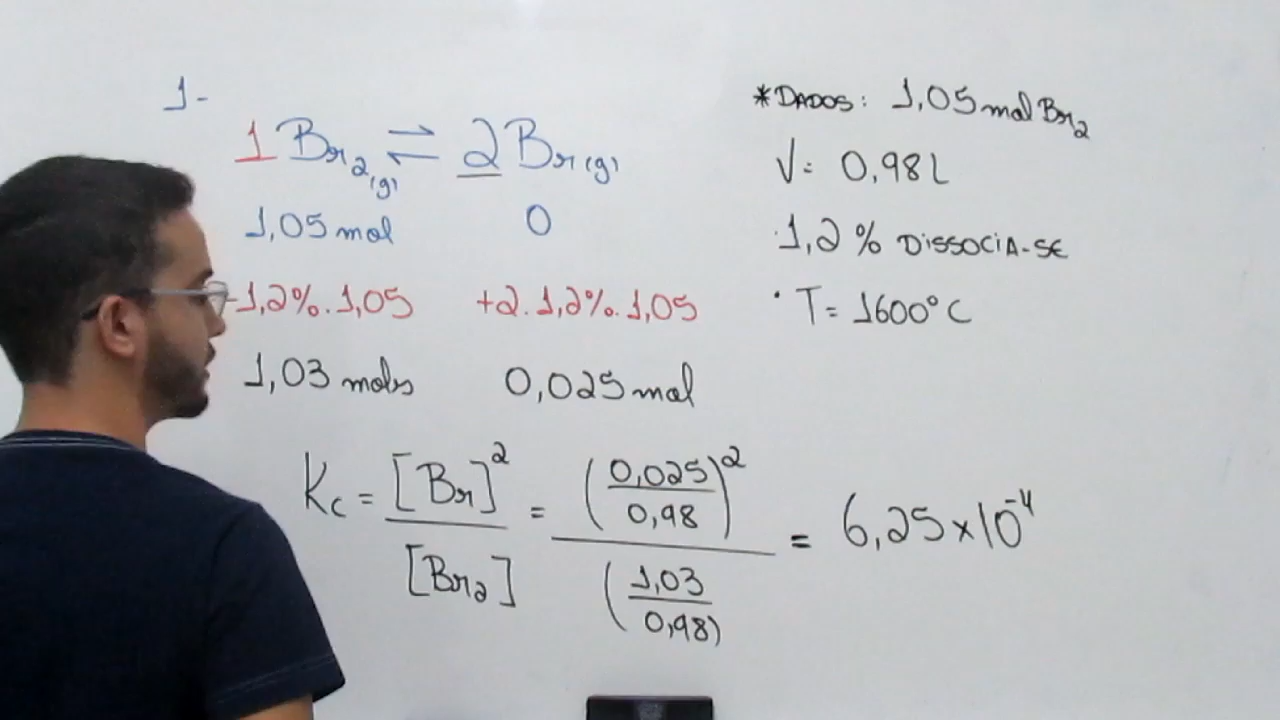 1-
1 Br₂(g) ⇌ 2 Br(g)
1,05 mol 0
-1,2%.1,05 +2.1,2%.1,05
1,03 mols 0,025 mol
Kc = [Br]² / [Br₂] = (0,025/0,98)² / (1,03/0,98) = 6,25x10⁻⁴
*DADOS: 1,05 mol Br₂
V= 0,98L
·1,2% DISSOCIA-SE
·T= 1600°C